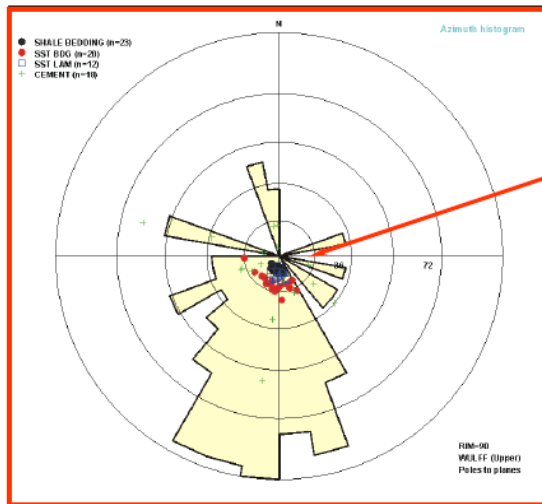 N
Azimuth histogram
SHALE BEDDING (n=23)
SST BDG (n=20)
SST LAM (n=12)
CEMENT (n=18)
72
RIM=90
WULFF (Upper)
Poles to planes